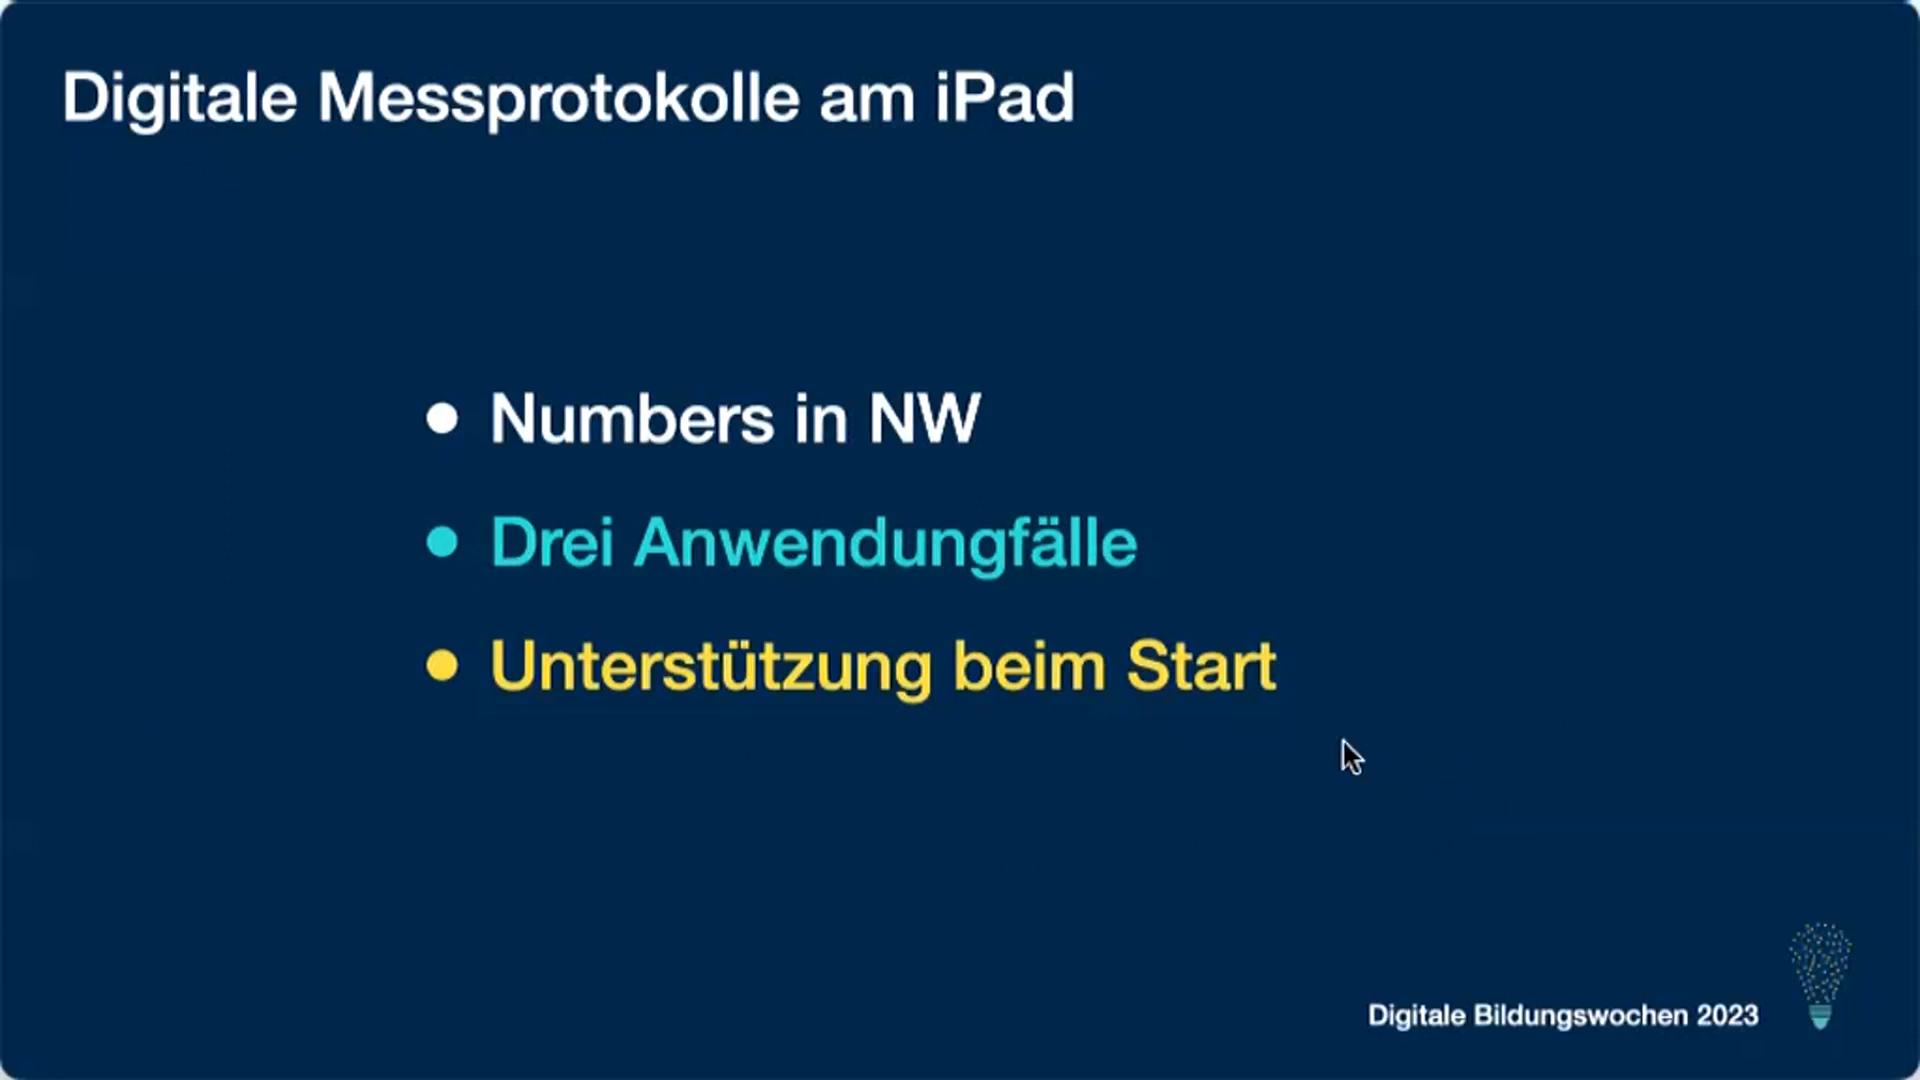 Digitale Messprotokolle am iPad
Numbers in NW
Drei Anwendungfälle
Unterstützung beim Start
Digitale Bildungswochen 2023